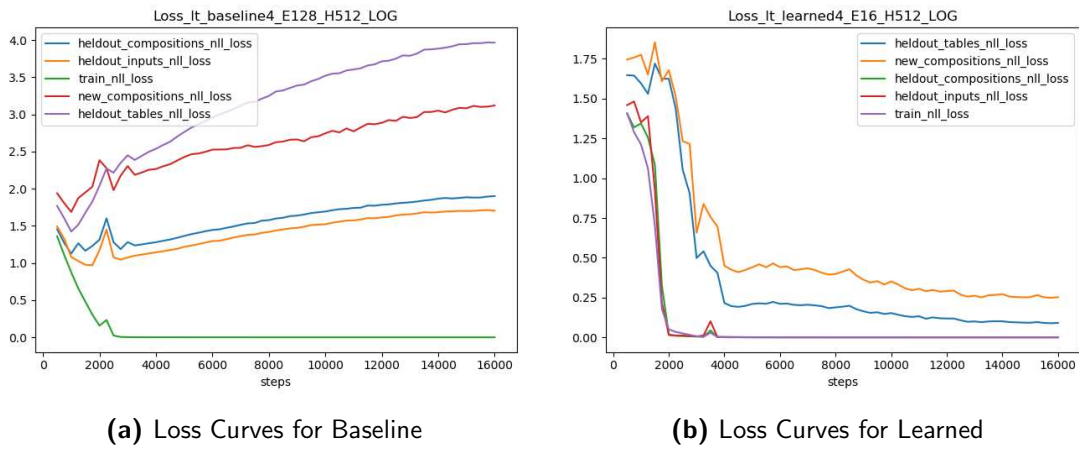 Loss_lt_baseline4_E128_H512_LOG
4.0
3.5
3.0
2.5
2.0
1.5
1.0
0.5
0.0
heldout_compositions_nll_loss
heldout_inputs_nll_loss
train_nll_loss
new_compositions_nll_loss
heldout_tables_nll_loss
0 2000 4000 6000 8000 10000 12000 14000 16000
steps
(a) Loss Curves for Baseline
Loss_lt_learned4_E16_H512_LOG
1.75
1.50
1.25
1.00
0.75
0.50
0.25
0.00
heldout_tables_nll_loss
new_compositions_nll_loss
heldout_compositions_nll_loss
heldout_inputs_nll_loss
train_nll_loss
0 2000 4000 6000 8000 10000 12000 14000 16000
steps
(b) Loss Curves for Learned